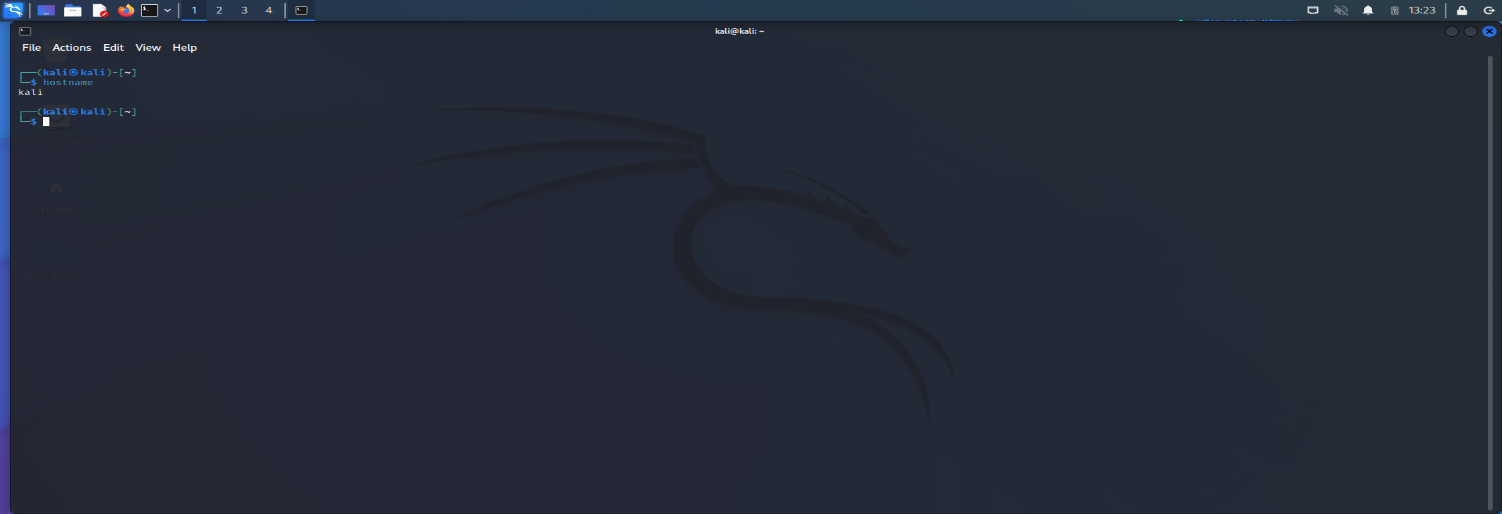 1 2 3 4
13:23
kali@kali: ~
File Actions Edit View Help
┌──(kali㉿kali)-[~]
└─$ hostname
kali
┌──(kali㉿kali)-[~]
└─$